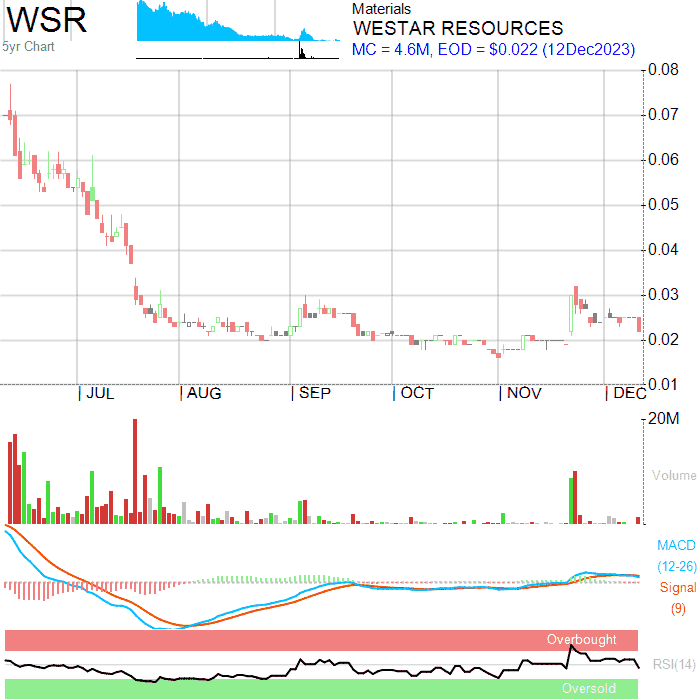 WSR
5yr Chart
Materials
WESTAR RESOURCES
MC = 4.6M, EOD = $0.022 (12Dec2023)
0.08
0.07
0.06
0.05
0.04
0.03
0.02
0.01
JUL
AUG
SEP
OCT
NOV
DEC
20M
Volume
MACD
(12-26)
Signal
(9)
Overbought
RSI(14)
Oversold